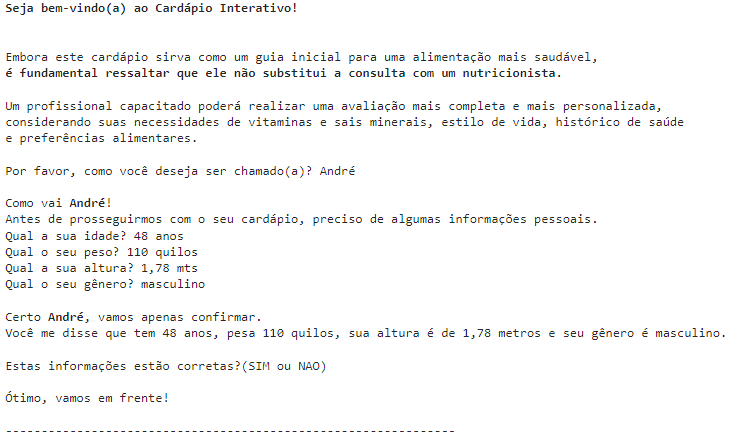 Seja bem-vindo(a) ao Cardápio Interativo!
Embora este cardápio sirva como um guia inicial para uma alimentação mais saudável,
é fundamental ressaltar que ele não substitui a consulta com um nutricionista.
Um profissional capacitado poderá realizar uma avaliação mais completa e mais personalizada,
considerando suas necessidades de vitaminas e sais minerais, estilo de vida, histórico de saúde
e preferências alimentares.
Por favor, como você deseja ser chamado(a)? André
Como vai André!
Antes de prosseguirmos com o seu cardápio, preciso de algumas informações pessoais.
Qual a sua idade? 48 anos
Qual o seu peso? 110 quilos
Qual a sua altura? 1,78 mts
Qual o seu gênero? masculino
Certo André, vamos apenas confirmar.
Você me disse que tem 48 anos, pesa 110 quilos, sua altura é de 1,78 metros e seu gênero é masculino.
Estas informações estão corretas?(SIM ou NAO)
Ótimo, vamos em frente!
---------------------------------------------------------------